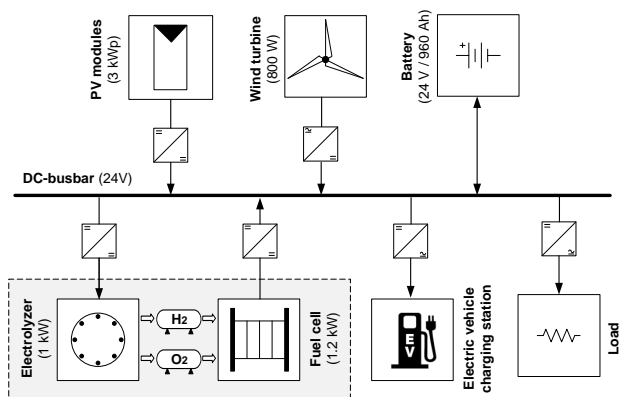 PV modules
(3 kWp)
Wind turbine
(800 W)
Battery
(24 V / 960 Ah)
+
DC-busbar (24V)
Electrolyzer
(1 kW)
H2
O2
Fuel cell
(1.2 kW)
EV
Electric vehicle
charging station
Load